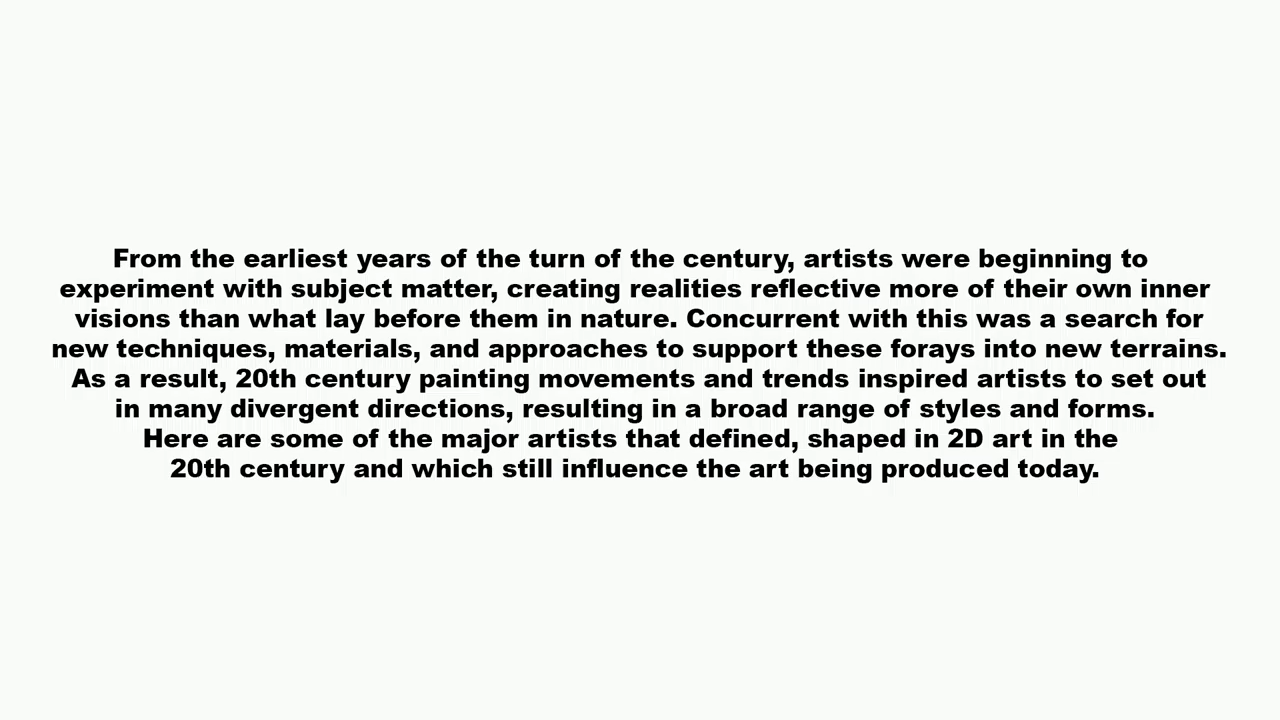 From the earliest years of the turn of the century, artists were beginning to
experiment with subject matter, creating realities reflective more of their own inner
visions than what lay before them in nature. Concurrent with this was a search for
new techniques, materials, and approaches to support these forays into new terrains.
As a result, 20th century painting movements and trends inspired artists to set out
in many divergent directions, resulting in a broad range of styles and forms.
Here are some of the major artists that defined, shaped in 2D art in the
20th century and which still influence the art being produced today.